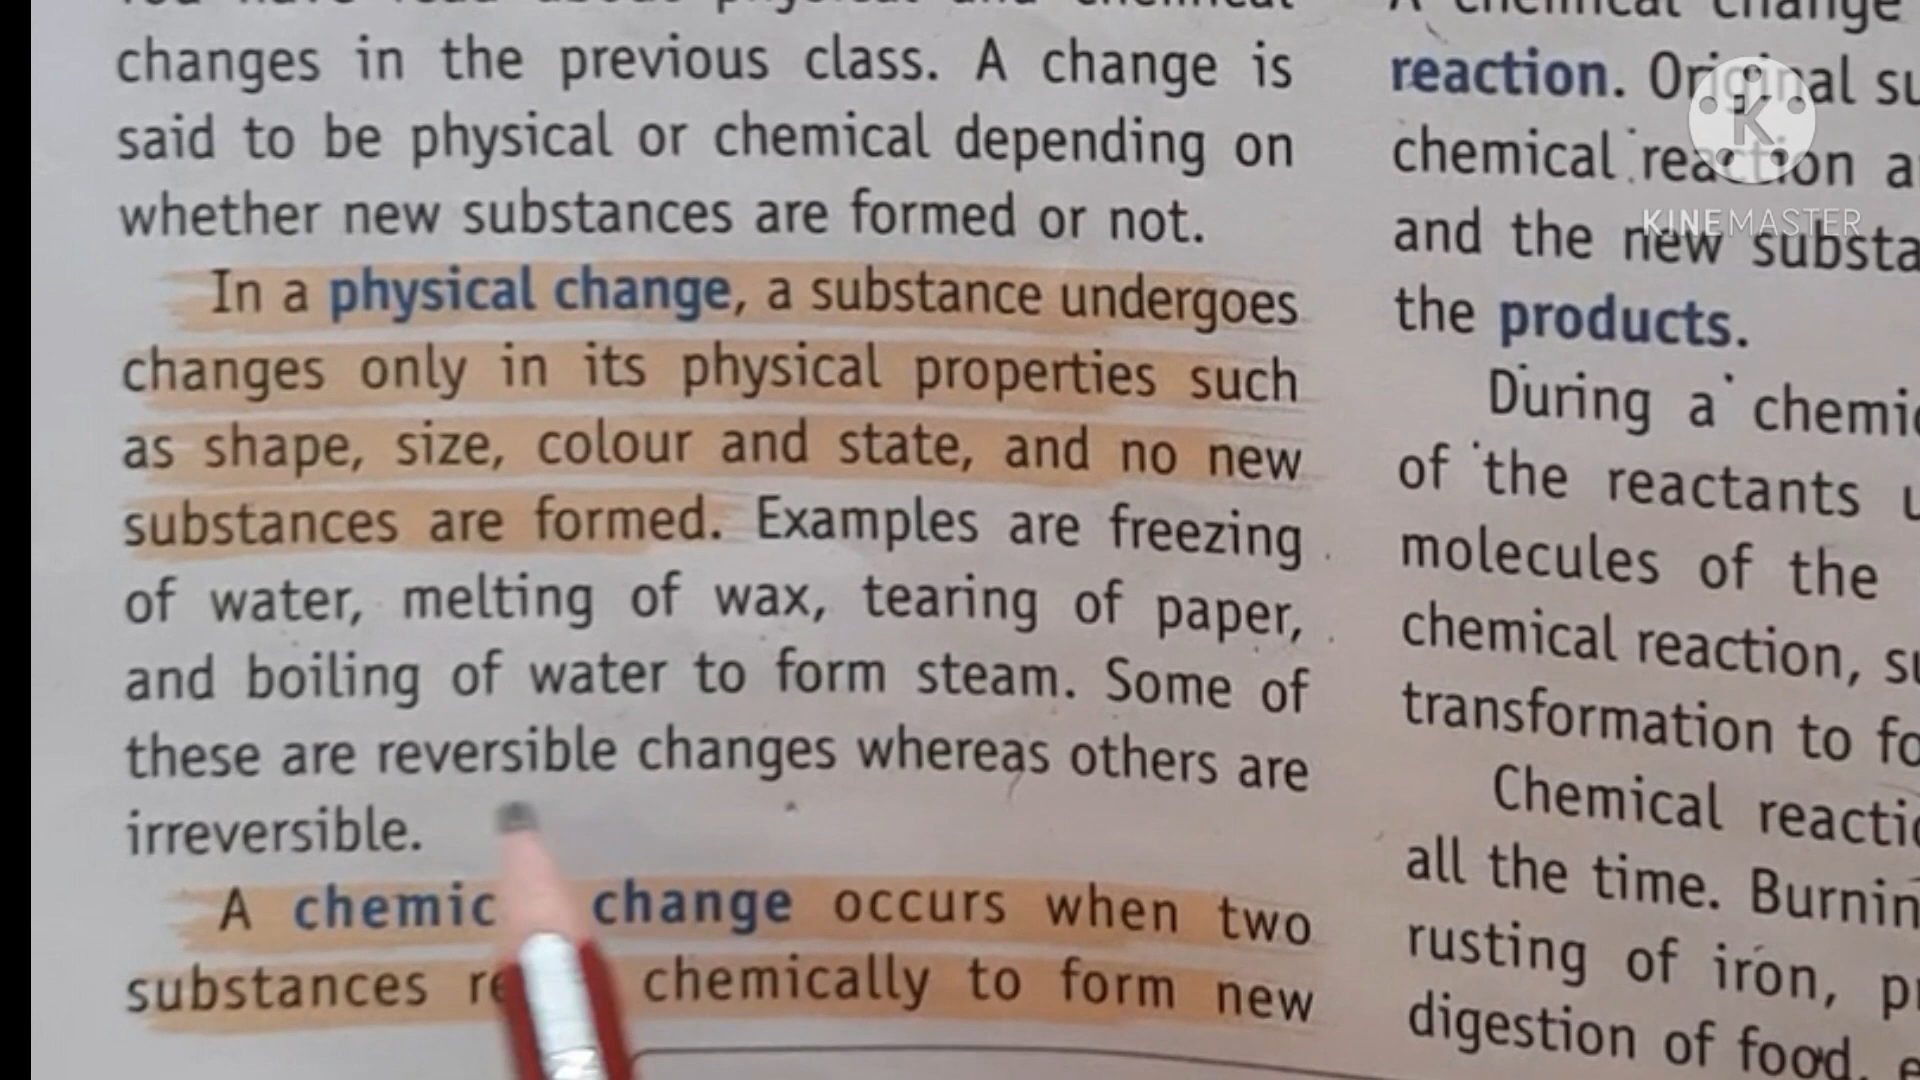 changes in the previous class. A change is
said to be physical or chemical depending on
whether new substances are formed or not.
In a physical change, a substance undergoes
changes only in its physical properties such
as shape, size, colour and state, and no new
substances are formed. Examples are freezing
of water, melting of wax, tearing of paper,
and boiling of water to form steam. Some of
these are reversible changes whereas others are
irreversible.
A change occurs when two
substances chemically to form new
A chemical change
reaction. Original
chemical reaction
and the new
the products.
During a
of the reactants
molecules of the
chemical reaction,
transformation to
Chemical
all the time.
rusting of iron,
digestion of food,
KINEMASTER